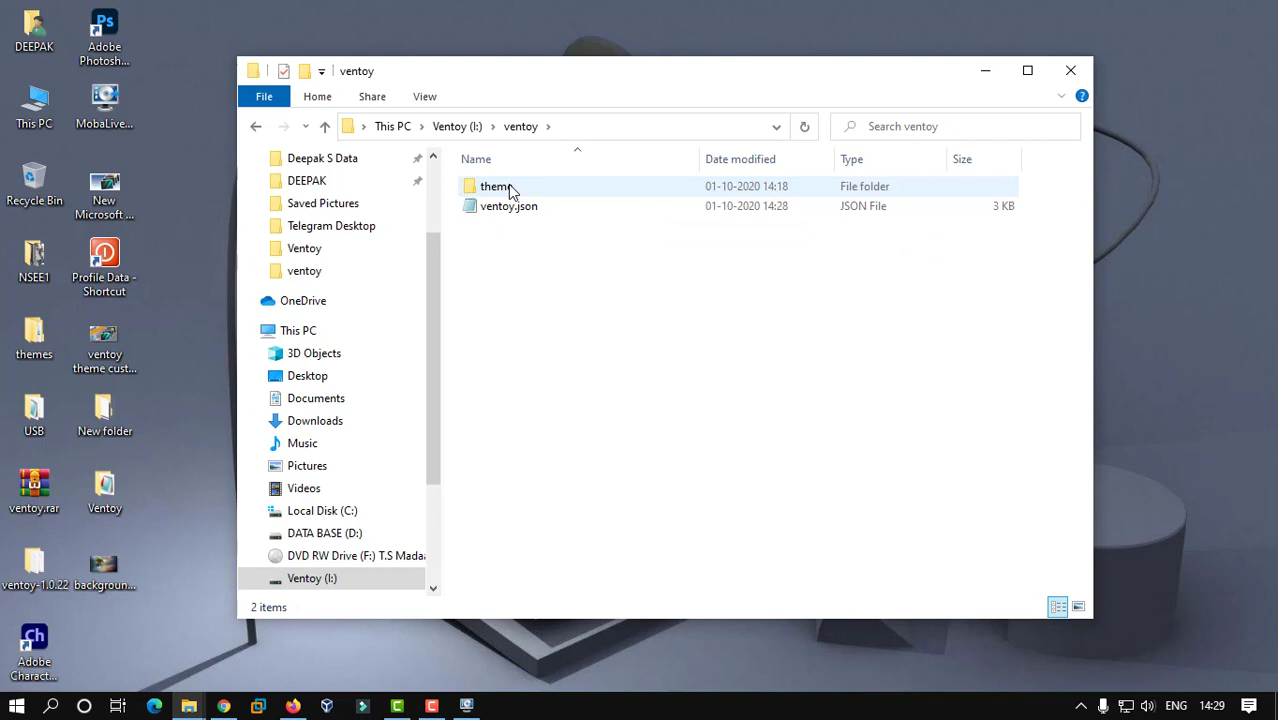 DEEPAK
Adobe
Photosh...
This PC
MobaLive...
Recycle Bin
New
Microsoft ...
NSEE1
Profile Data -
Shortcut
themes
ventoy
theme cust...
USB
New folder
ventoy.rar
Ventoy
ventoy-1.0.22
backgroun...
Adobe
Charact...
ventoy
File
Home
Share
View
This PC
Ventoy (I:)
ventoy
Search ventoy
Name
Date modified
Type
Size
theme
01-10-2020 14:18
File folder
ventoy.json
01-10-2020 14:28
JSON File
3 KB
Deepak S Data
DEEPAK
Saved Pictures
Telegram Desktop
Ventoy
ventoy
OneDrive
This PC
3D Objects
Desktop
Documents
Downloads
Music
Pictures
Videos
Local Disk (C:)
DATA BASE (D:)
DVD RW Drive (F:) T.S Madaa
Ventoy (I:)
2 items
14:29